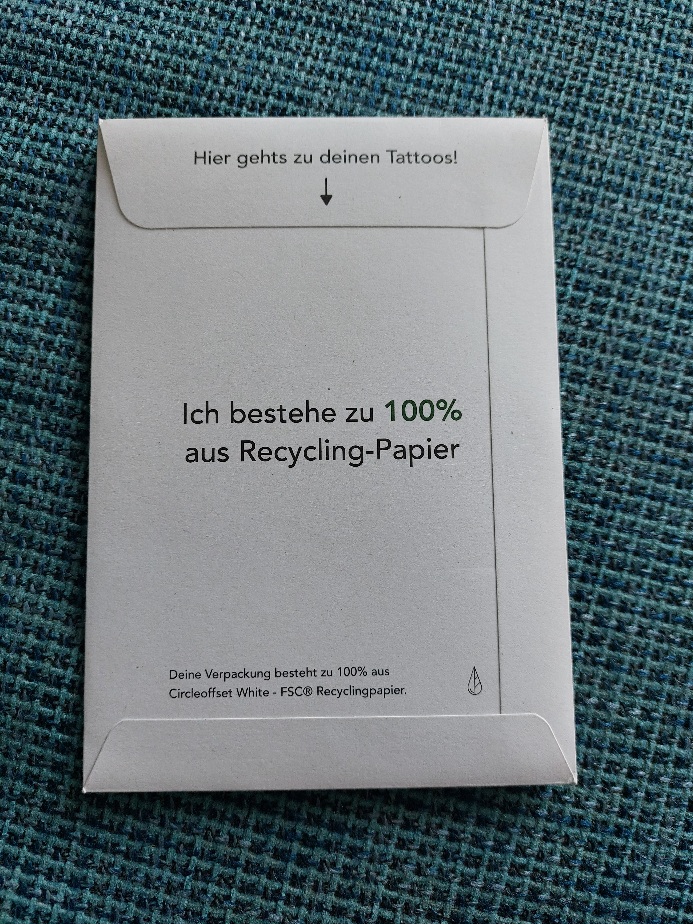 Hier gehts zu deinen Tattoos!
Ich bestehe zu 100%
aus Recycling-Papier
Deine Verpackung besteht zu 100% aus
Circleoffset White - FSC® Recyclingpapier.